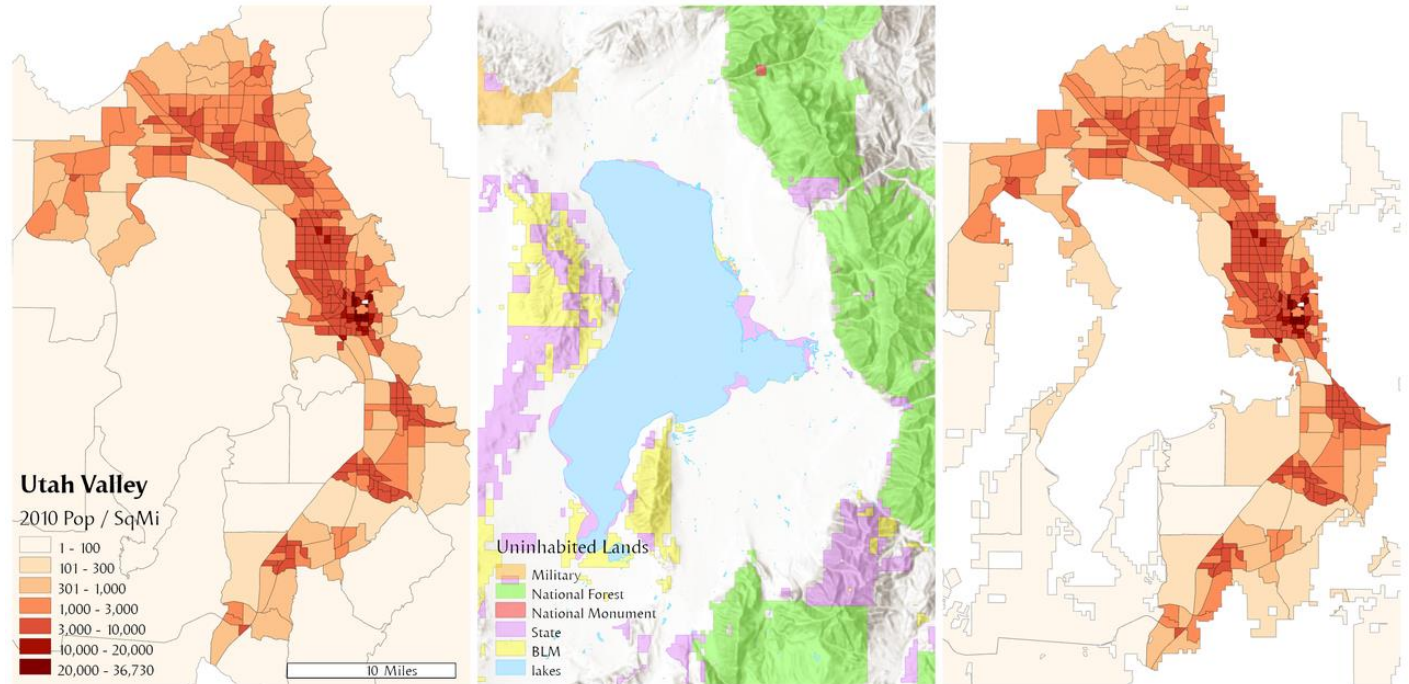 Utah Valley
2010 Pop / SqMi
1 - 100
101 - 300
301 - 1,000
1,000 - 3,000
3,000 - 10,000
10,000 - 20,000
20,000 - 36,730
10 Miles
Uninhabited Lands
Military
National Forest
National Monument
State
BLM
lakes